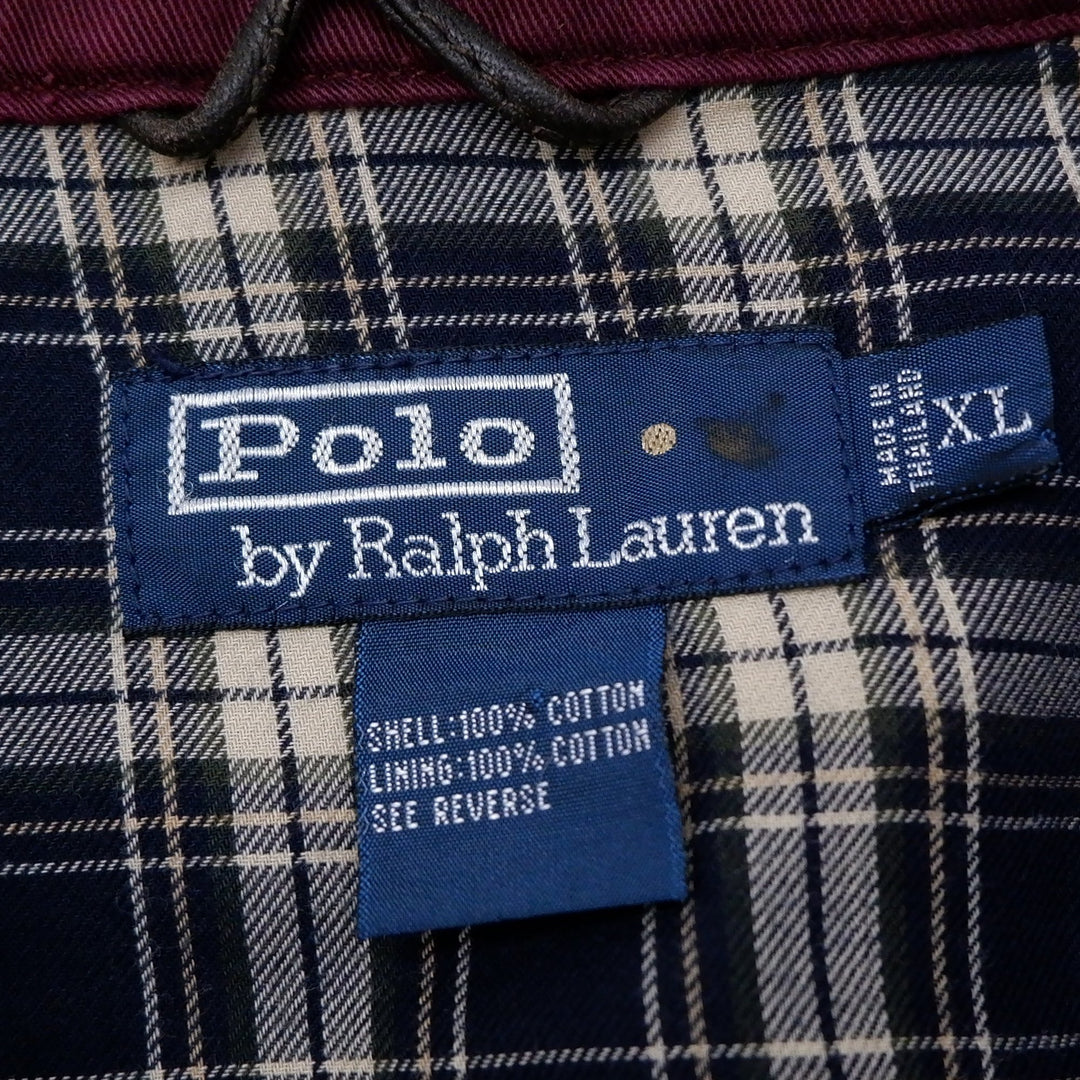 Polo
by Ralph Lauren
MADE IN
THAILAND
XL
SHELL:100% COTTON
LINING:100% COTTON
SEE REVERSE